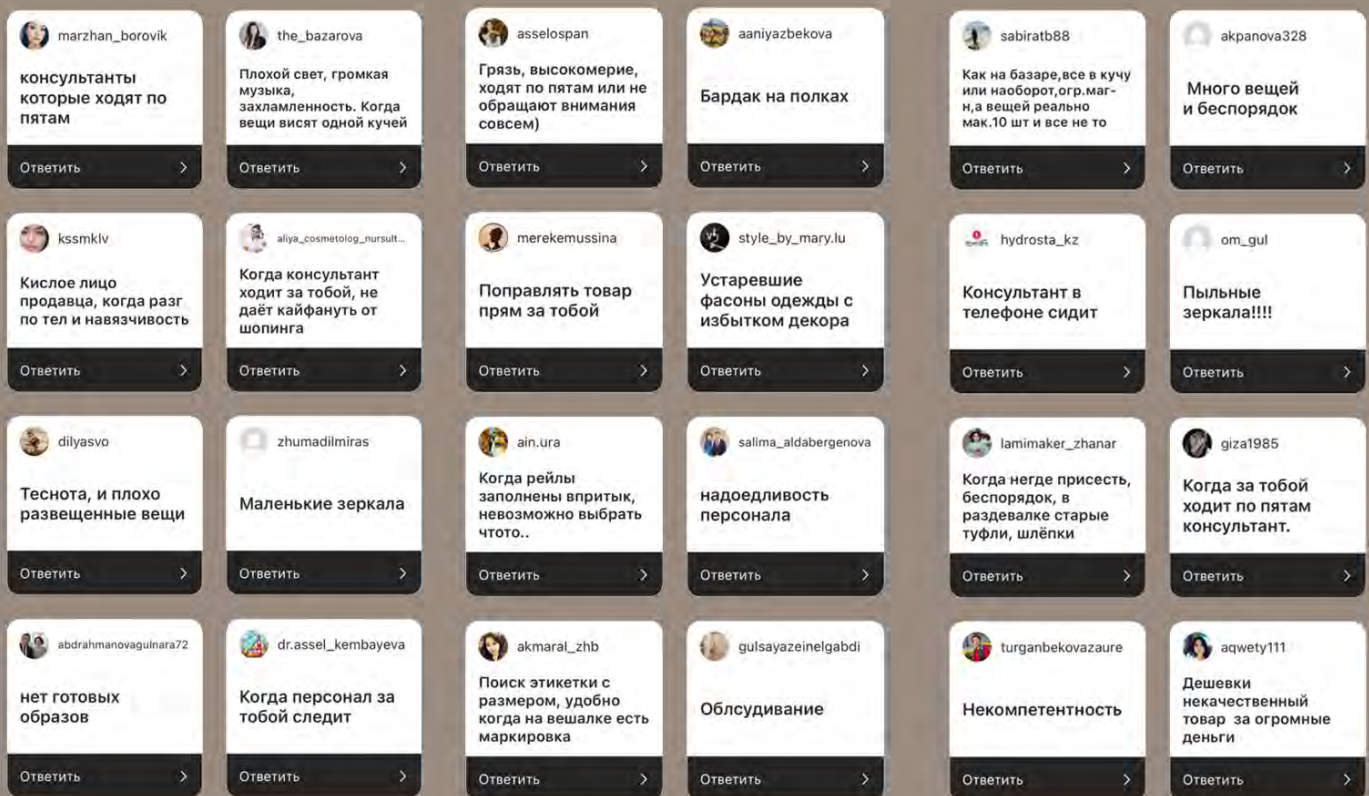 marzhan_borovik
консультанты
которые ходят по
пятам
Ответить
the_bazarova
Плохой свет, громкая
музыка,
захламленность. Когда
вещи висят одной кучей
Ответить
asselospan
Грязь, высокомерие,
ходят по пятам или не
обращают внимания
совсем)
Ответить
aaniyazbekova
Бардак на полках
Ответить
sabiratb88
Как на базаре,все в кучу
или наоборот,огр.маг-
н,а вещей реально
мак.10 шт и все не то
Ответить
akpanova328
Много вещей
и беспорядок
Ответить
kssmklv
Кислое лицо
продавца, когда разг
по тел и навязчивость
Ответить
aliya_cosmetolog_nursult...
Когда консультант
ходит за тобой, не
даёт кайфануть от
шопинга
Ответить
merekemussina
Поправлять товар
прям за тобой
Ответить
style_by_mary.lu
Устаревшие
фасоны одежды с
избытком декора
Ответить
hydrosta_kz
Консультант в
телефоне сидит
Ответить
om_gul
Пыльные
зеркала!!!!
Ответить
dilyasvo
Теснота, и плохо
развещенные вещи
Ответить
zhumadilmiras
Маленькие зеркала
Ответить
ain.ura
Когда рейлы
заполнены впритык,
невозможно выбрать
чтото..
Ответить
salima_aldabergenova
надоедливость
персонала
Ответить
lamimaker_zhanar
Когда негде присесть,
беспорядок, в
раздевалке старые
туфли, шлёпки
Ответить
giza1985
Когда за тобой
ходит по пятам
консультант.
Ответить
abdrahmanovagulnara72
нет готовых
образов
Ответить
dr.assel_kembayeva
Когда персонал за
тобой следит
Ответить
akmaral_zhb
Поиск этикетки с
размером, удобно
когда на вешалке есть
маркировка
Ответить
gulsayazeinelgabdi
Облсудивание
Ответить
turganbekovazaure
Некомпетентность
Ответить
aqwety111
Дешевки
некачественный
товар за огромные
деньги
Ответить